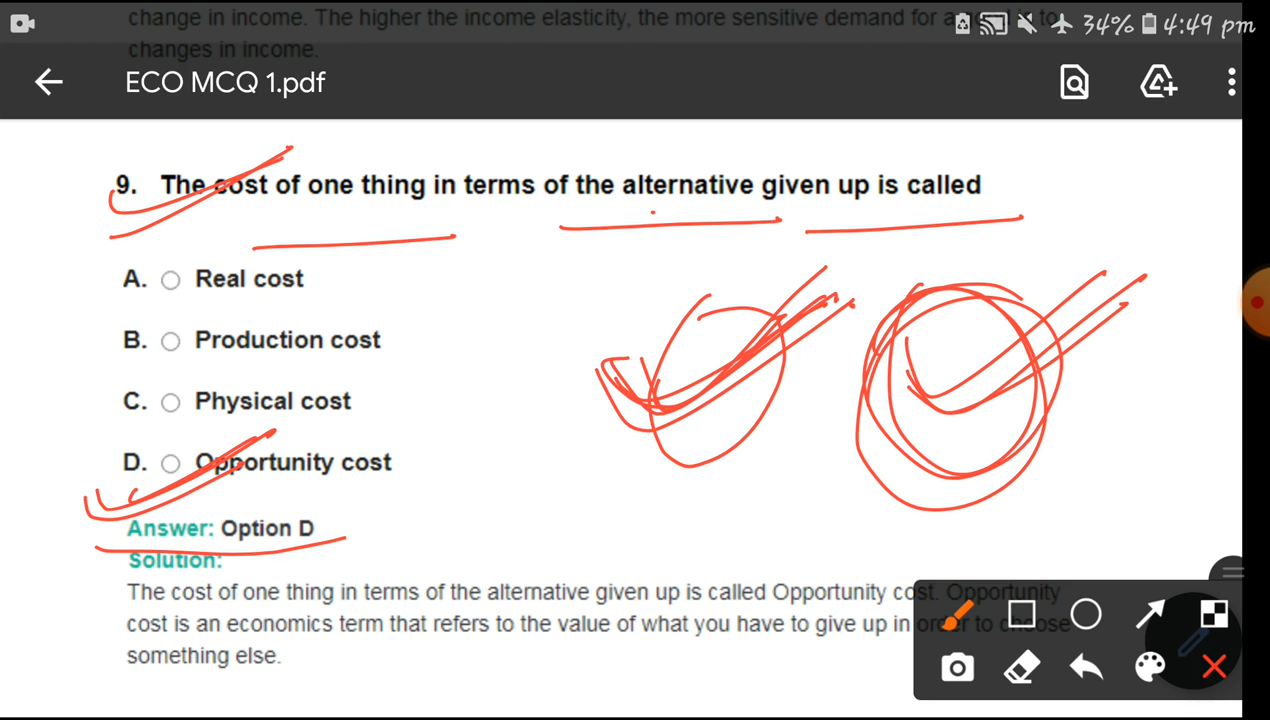 change in income. The higher the income elasticity, the more sensitive demand for a to
changes in income.
34% 4:49 pm
ECO MCQ 1.pdf
9. The cost of one thing in terms of the alternative given up is called
A. Real cost
B. Production cost
C. Physical cost
D. Opportunity cost
Answer: Option D
Solution:
The cost of one thing in terms of the alternative given up is called Opportunity cost. Opportunity
cost is an economics term that refers to the value of what you have to give up in order to choose
something else.